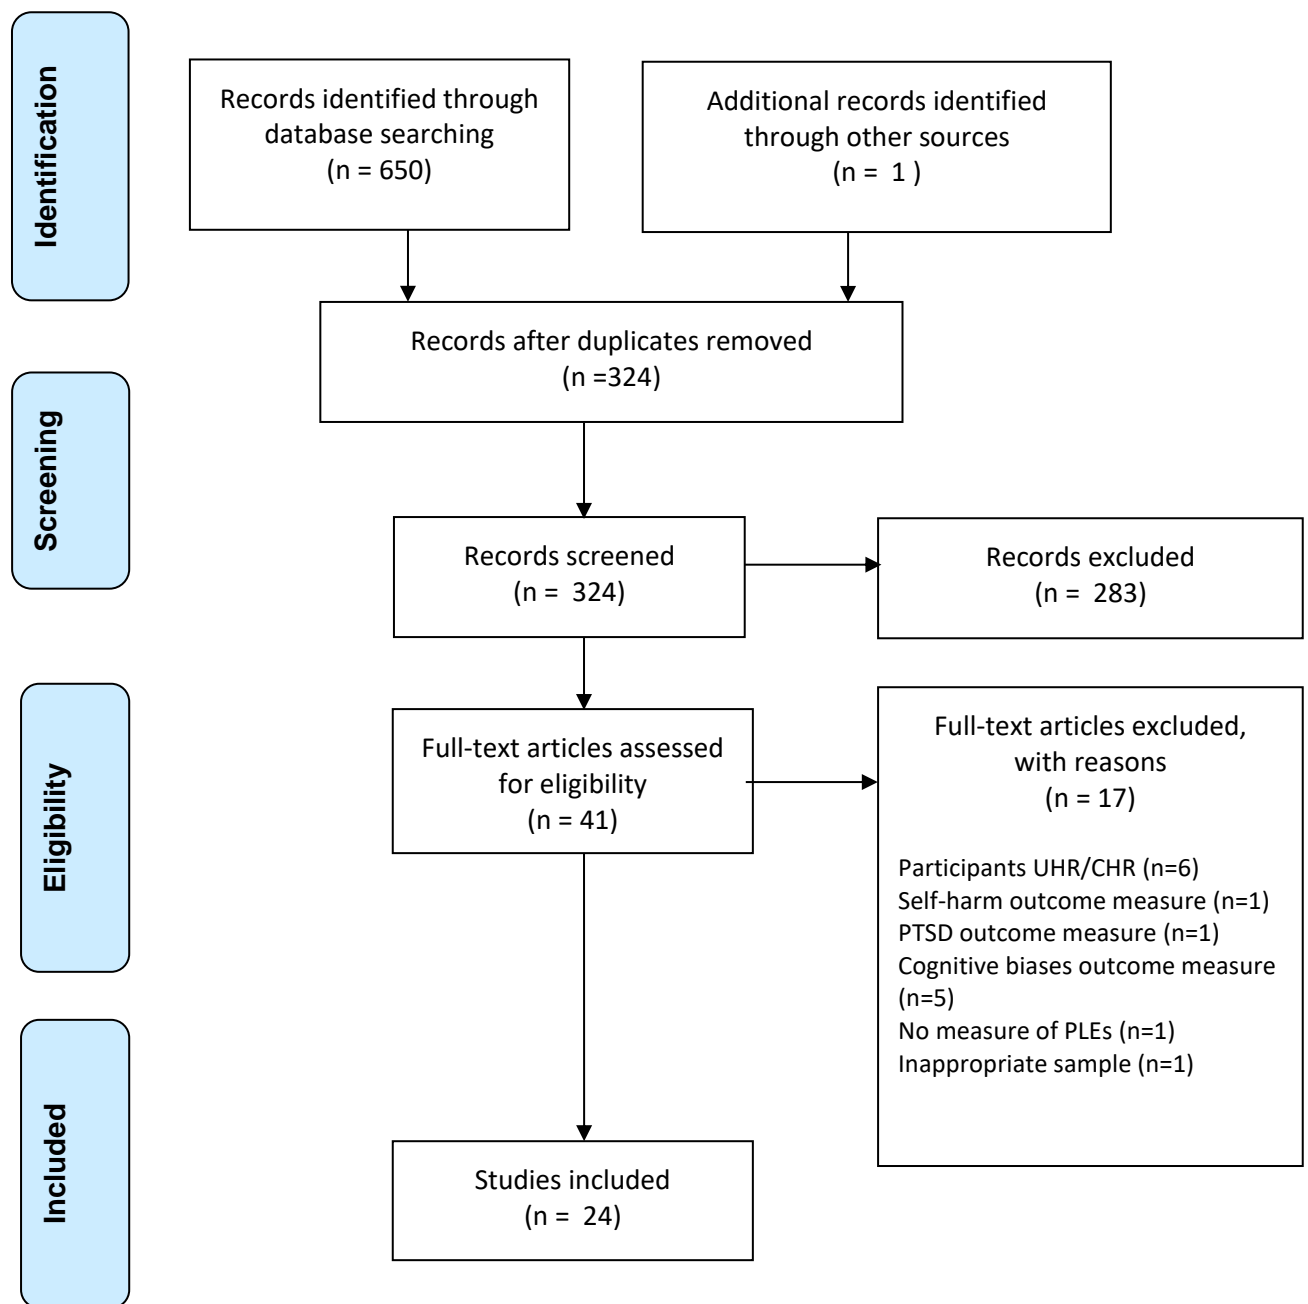 Identification
Records identified through
database searching
(n = 650)
Additional records identified
through other sources
(n =  1 )
Records after duplicates removed
(n =324)
Screening
Records screened
(n =  324)
Records excluded
(n =  283)
Eligibility
Full-text articles assessed
for eligibility
(n = 41)
Full-text articles excluded,
with reasons
(n = 17)
Participants UHR/CHR (n=6)
Self-harm outcome measure (n=1)
PTSD outcome measure (n=1)
Cognitive biases outcome measure
(n=5)
No measure of PLEs (n=1)
Inappropriate sample (n=1)
Included
Studies included
(n =  24)